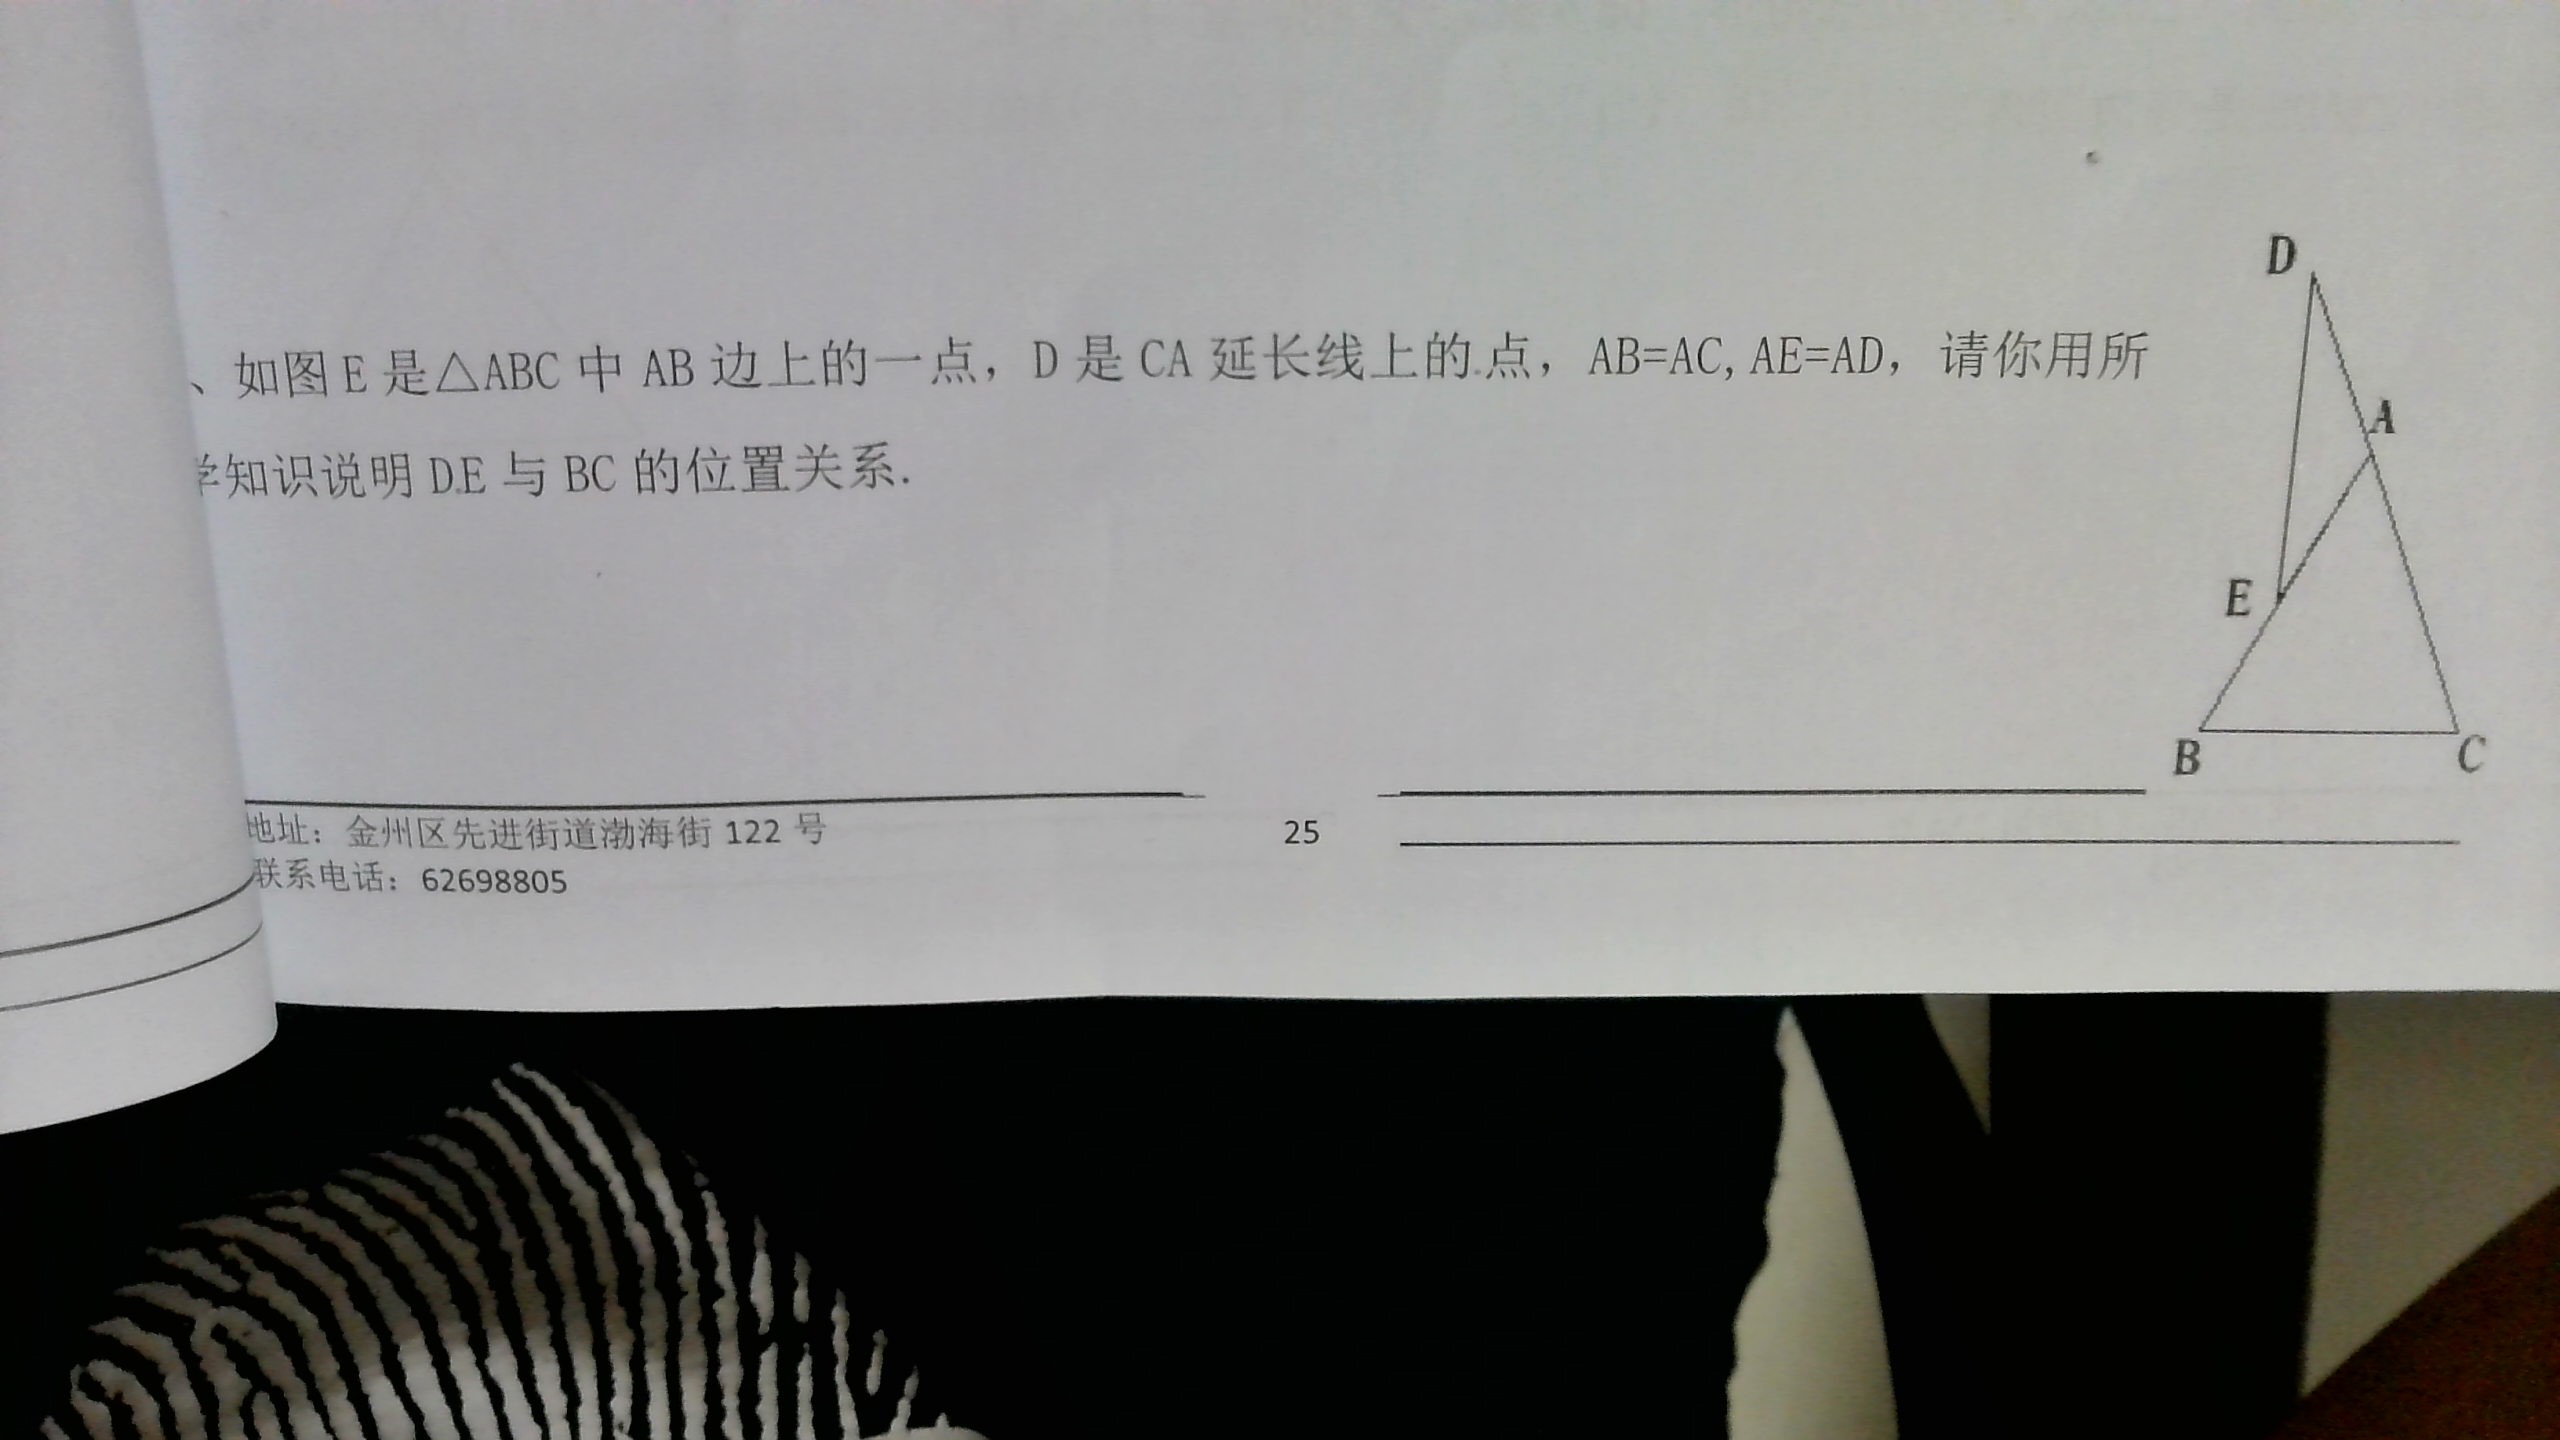 、如图 E 是△ABC 中 AB 边上的一点，D 是 CA 延长线上的点，AB=AC, AE=AD，请你用所
学知识说明 DE 与 BC 的位置关系.
D
A
E
B
C
地址：金州区先进街道渤海街 122 号
25
联系电话：62698805